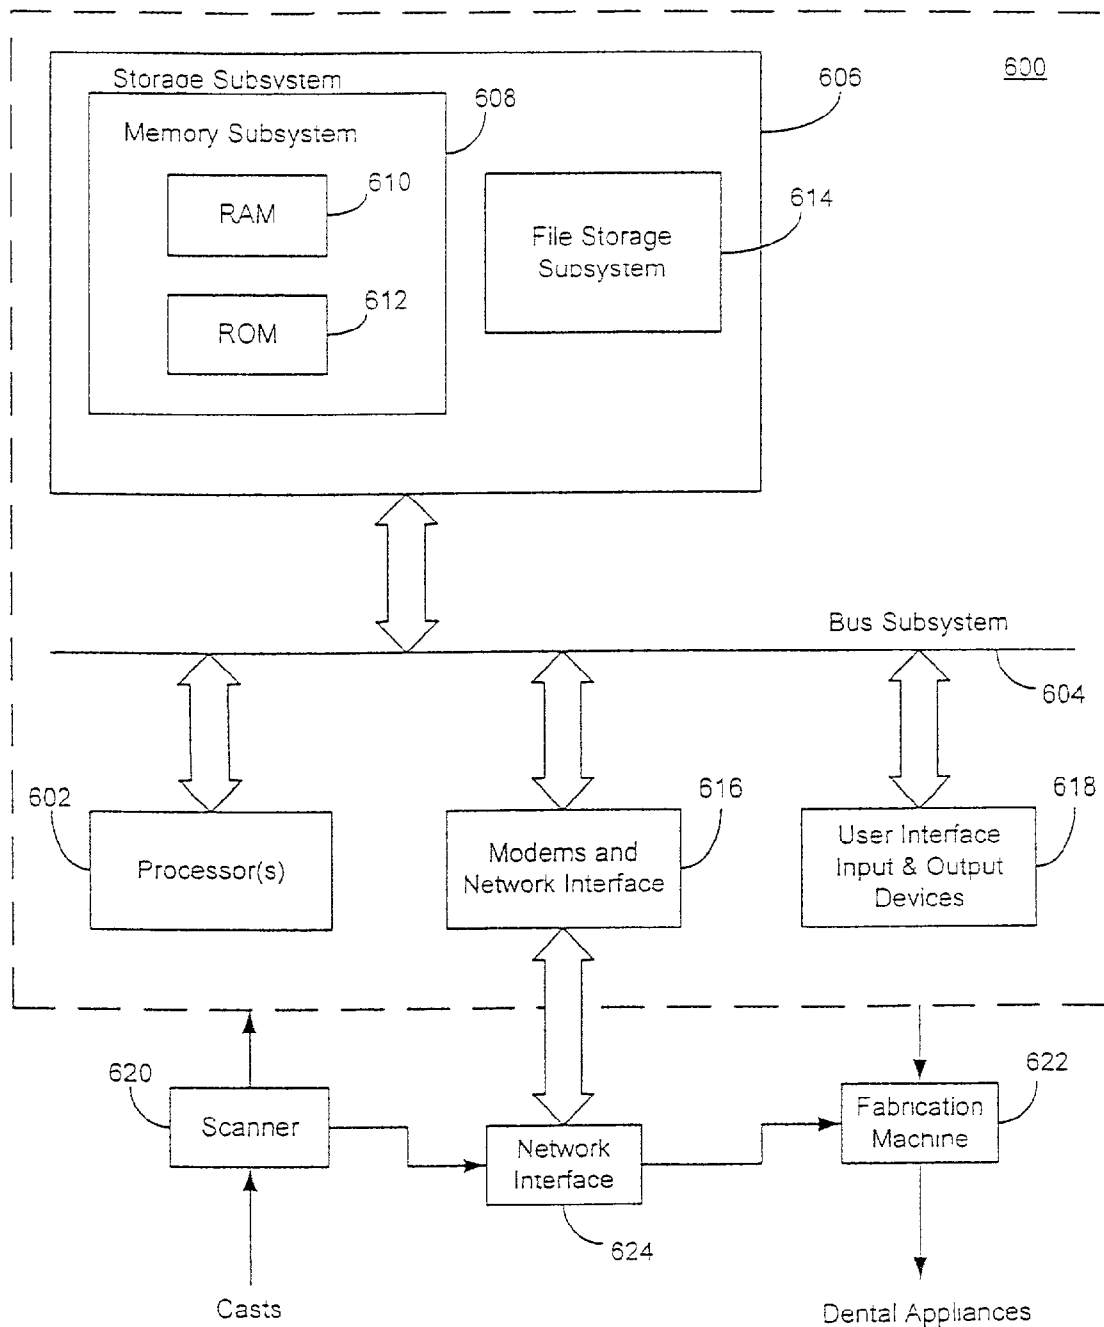 600
Storage Subsystem
606
608
Memory Subsystem
610
RAM
614
File Storage
Subsystem
612
ROM
Bus Subsystem
604
602
Processor(s)
616
Modems and
Network Interface
618
User Interface
Input & Output
Devices
620
Scanner
622
Fabrication
Machine
Network
Interface
624
Casts
Dental Appliances